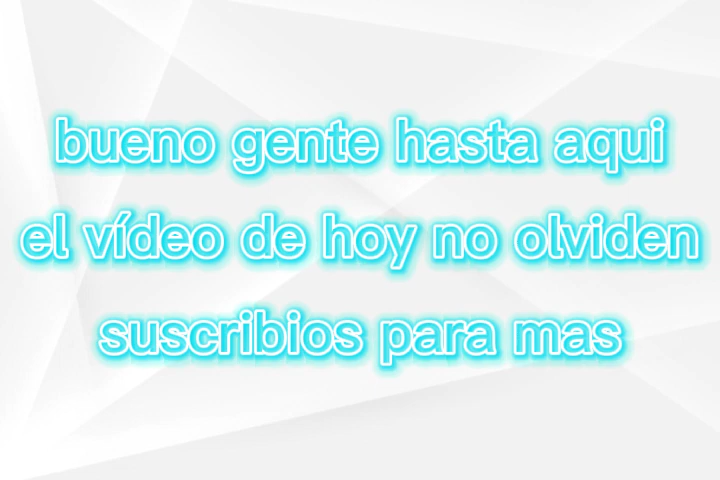 bueno gente hasta aqui
el vídeo de hoy no olviden
suscribios para mas